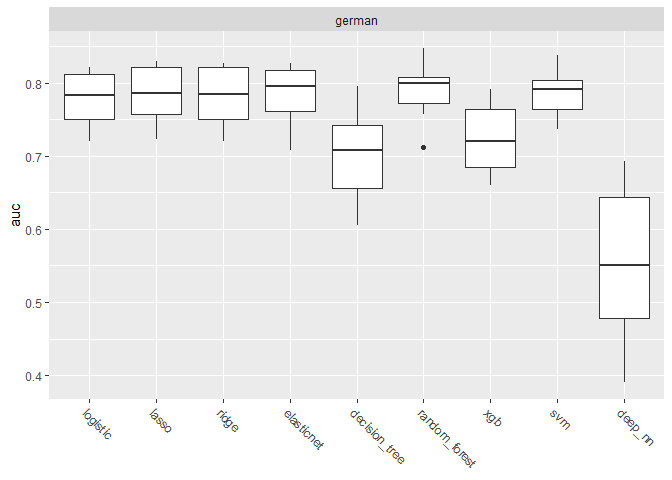 german
auc
0.8
0.7
0.6
0.5
0.4
logistic
lasso
ridge
elasticnet
decision_tree
random_forest
xgb
svm
deep_nn